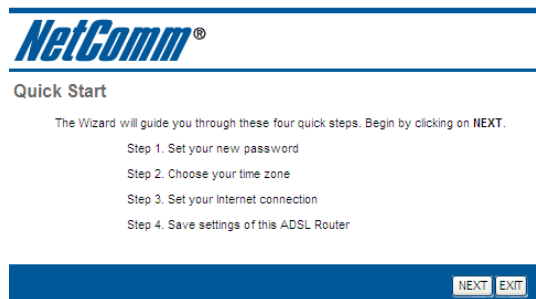 NetComm®
Quick Start
The Wizard will guide you through these four quick steps. Begin by clicking on NEXT.
Step 1. Set your new password
Step 2. Choose your time zone
Step 3. Set your Internet connection
Step 4. Save settings of this ADSL Router
NEXT EXIT